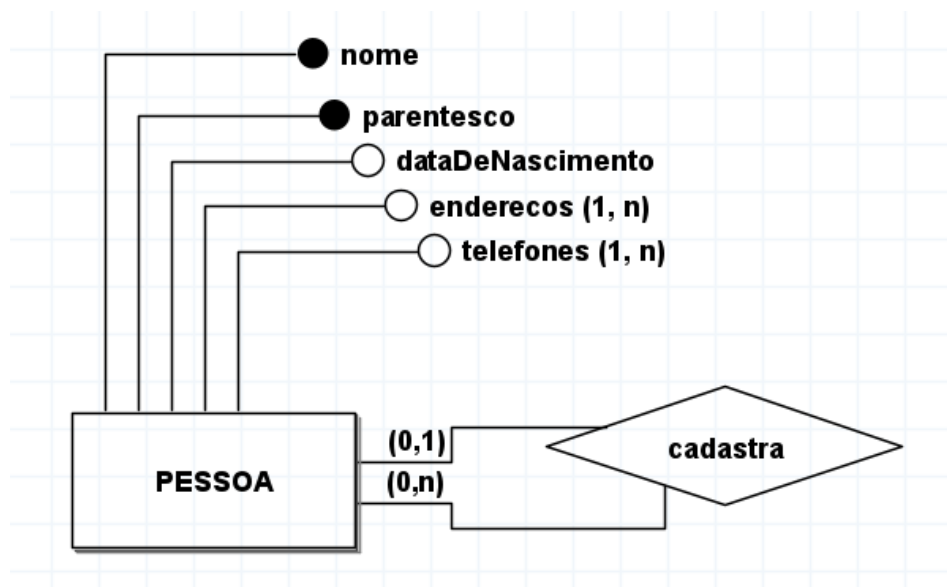 nome
parentesco
dataDeNascimento
enderecos (1, n)
telefones (1, n)
(0,1)
cadastra
PESSOA
(0,n)